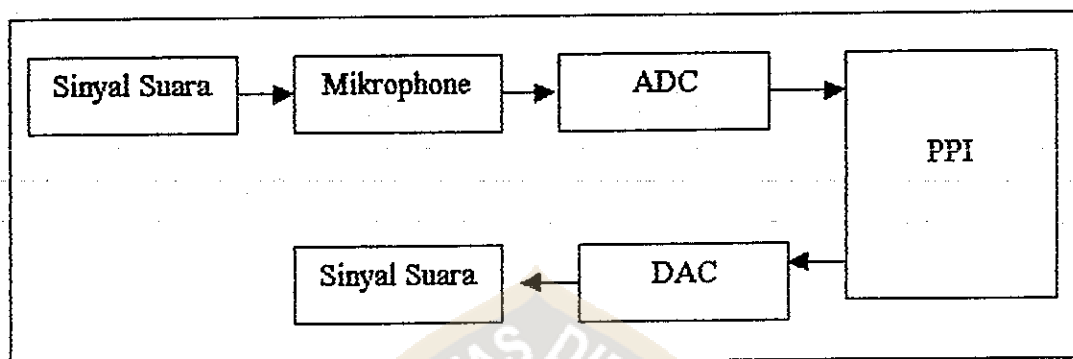 Sinyal Suara
Mikrophone
ADC
PPI
Sinyal Suara
DAC